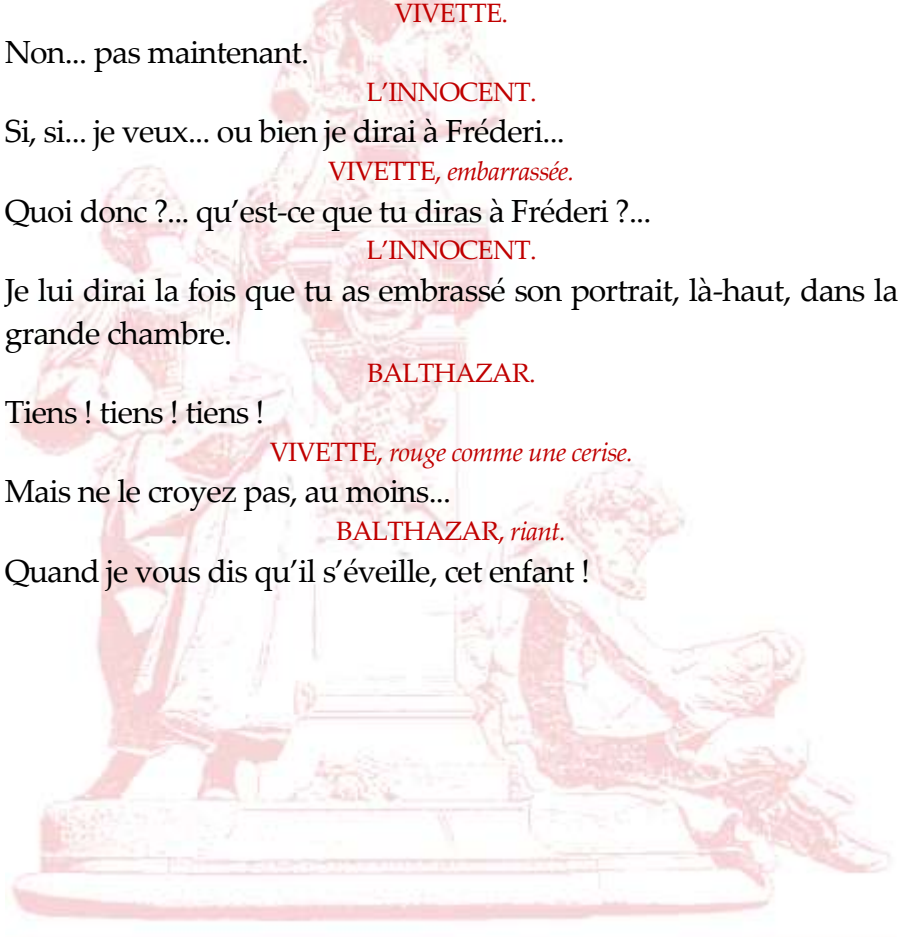 VIVETTE.
Non... pas maintenant.
L’INNOCENT.
Si, si... je veux... ou bien je dirai à Fréderi...
VIVETTE, embarrassée.
Quoi donc ?... qu’est-ce que tu diras à Fréderi ?...
L’INNOCENT.
Je lui dirai la fois que tu as embrassé son portrait, là-haut, dans la
grande chambre.
BALTHAZAR.
Tiens ! tiens ! tiens !
VIVETTE, rouge comme une cerise.
Mais ne le croyez pas, au moins...
BALTHAZAR, riant.
Quand je vous dis qu’il s’éveille, cet enfant !